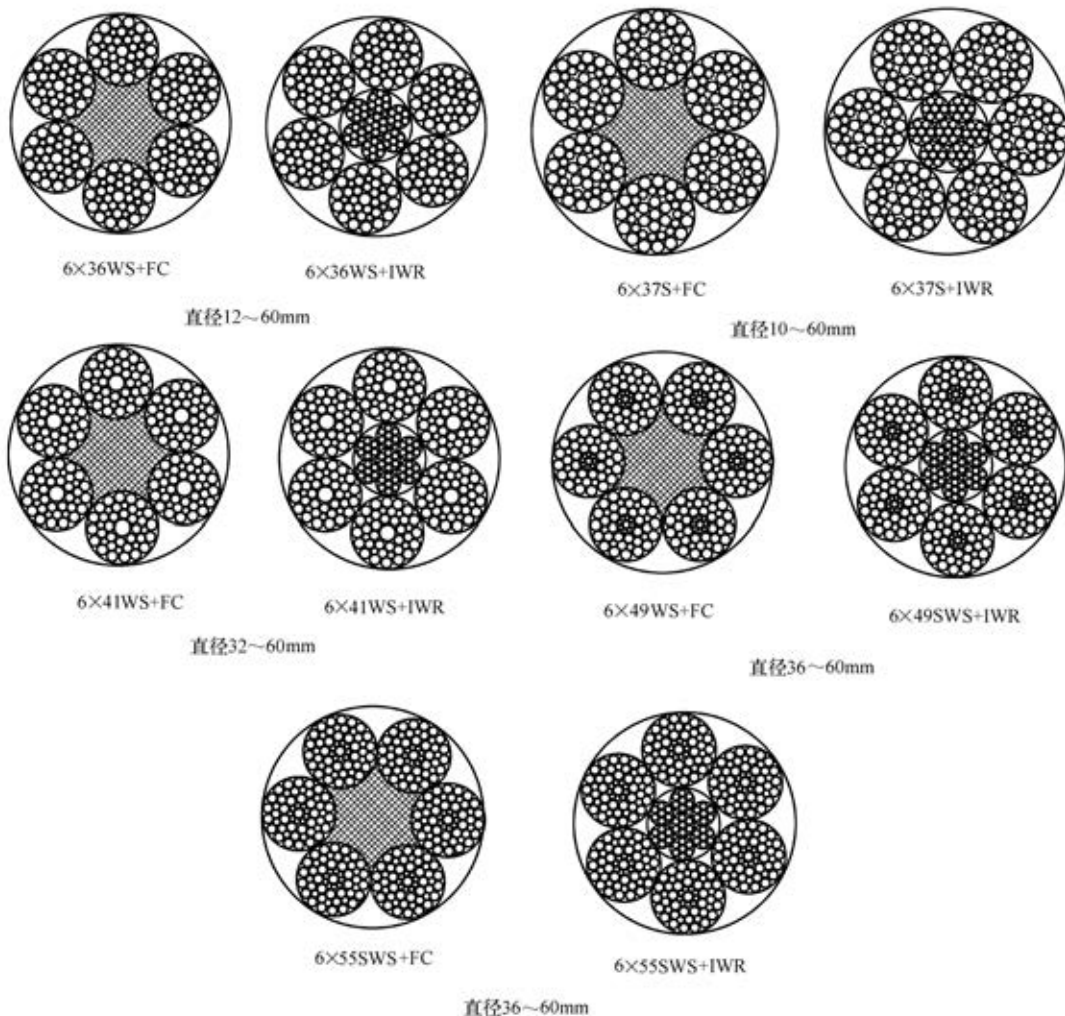 6×36WS+FC
6×36WS+IWR
6×37S+FC
6×37S+IWR
直径12～60mm
直径10～60mm
6×41WS+FC
6×41WS+IWR
6×49WS+FC
6×49SWS+IWR
直径32～60mm
直径36～60mm
6×55SWS+FC
6×55SWS+IWR
直径36～60mm